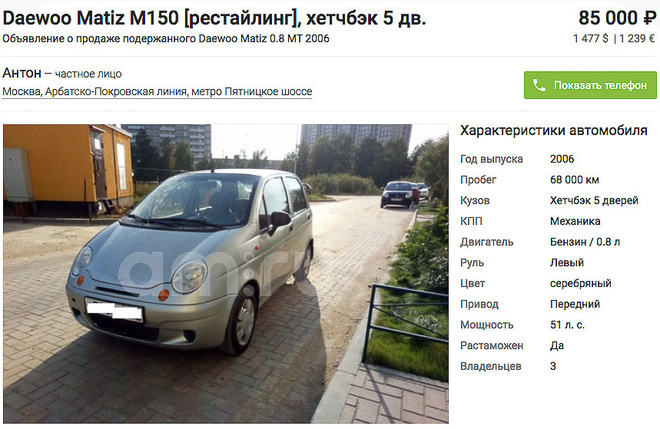 Daewoo Matiz M150 [рестайлинг], хетчбэк 5 дв.
85 000 ₽
Объявление о продаже подержанного Daewoo Matiz 0.8 MT 2006
1 477 $ | 1 239 €
Антон – частное лицо
Москва, Арбатско-Покровская линия, метро Пятницкое шоссе
Показать телефон
am.ru
Характеристики автомобиля
Год выпуска 2006
Пробег 68 000 км
Кузов Хетчбэк 5 дверей
КПП Механика
Двигатель Бензин / 0.8 л
Руль Левый
Цвет серебряный
Привод Передний
Мощность 51 л. с.
Растаможен Да
Владельцев 3